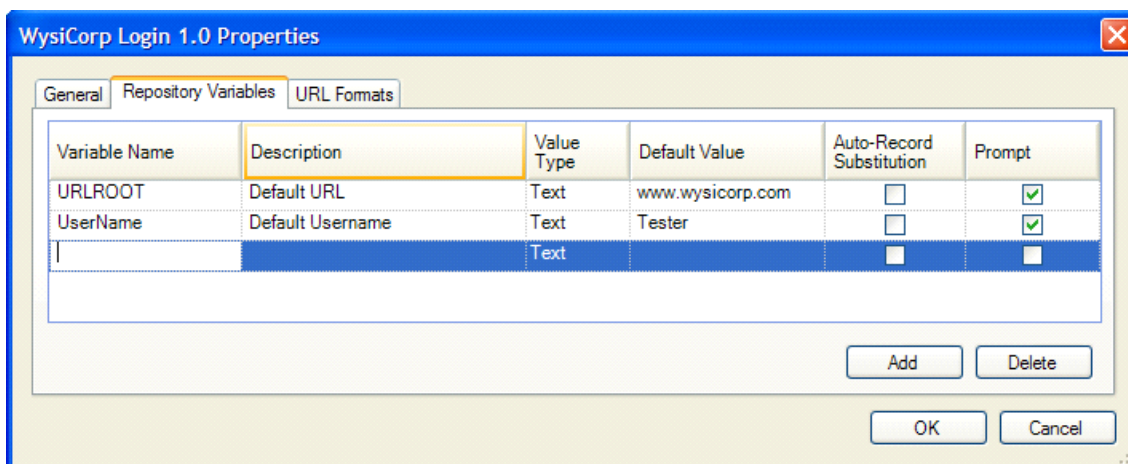 WysiCorp Login 1.0 Properties
General Repository Variables URL Formats
Variable Name Description Value Type Default Value Auto-Record Substitution Prompt
URLROOT Default URL Text www.wysicorp.com
UserName Default Username Text Tester
Text
Add Delete
OK Cancel